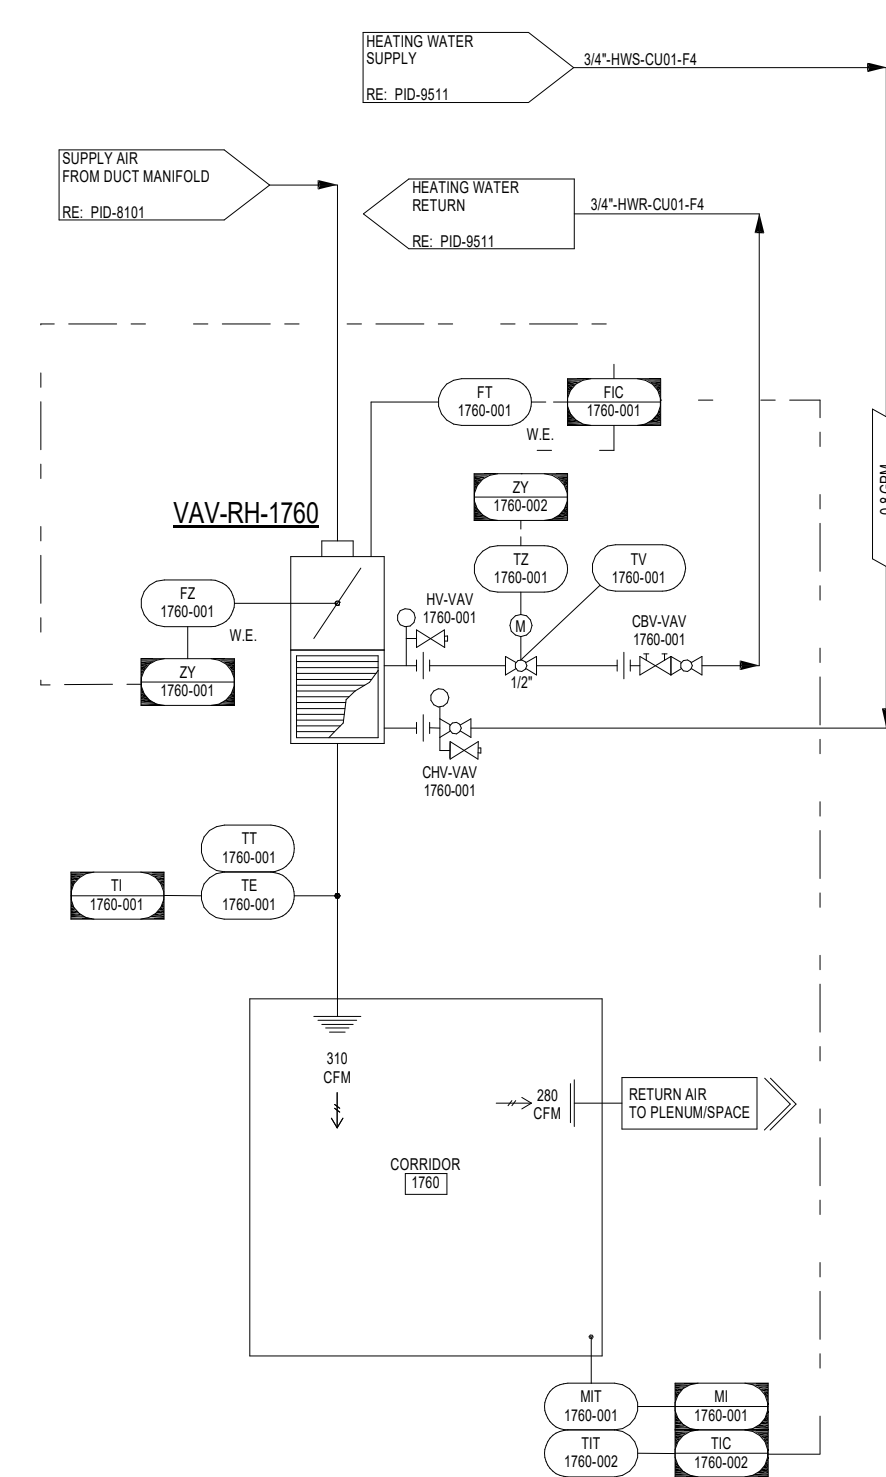 HEATING WATER
SUPPLY
RE: PID-9511
3/4"-HWS-CU01-F4
SUPPLY AIR
FROM DUCT MANIFOLD
RE: PID-8101
HEATING WATER
RETURN
RE: PID-9511
3/4"-HWR-CU01-F4
FT
1760-001
FIC
1760-001
W.E.
0.8 GPM
ZY
1760-002
VAV-RH-1760
TZ
1760-001
TV
1760-001
FZ
1760-001
W.E.
HV-VAV
1760-001
M
CBV-VAV
1760-001
ZY
1760-001
1/2"
CHV-VAV
1760-001
TT
1760-001
TI
1760-001
TE
1760-001
310
CFM
280
CFM
RETURN AIR
TO PLENUM/SPACE
CORRIDOR
1760
MIT
1760-001
MI
1760-001
TIT
1760-002
TIC
1760-002